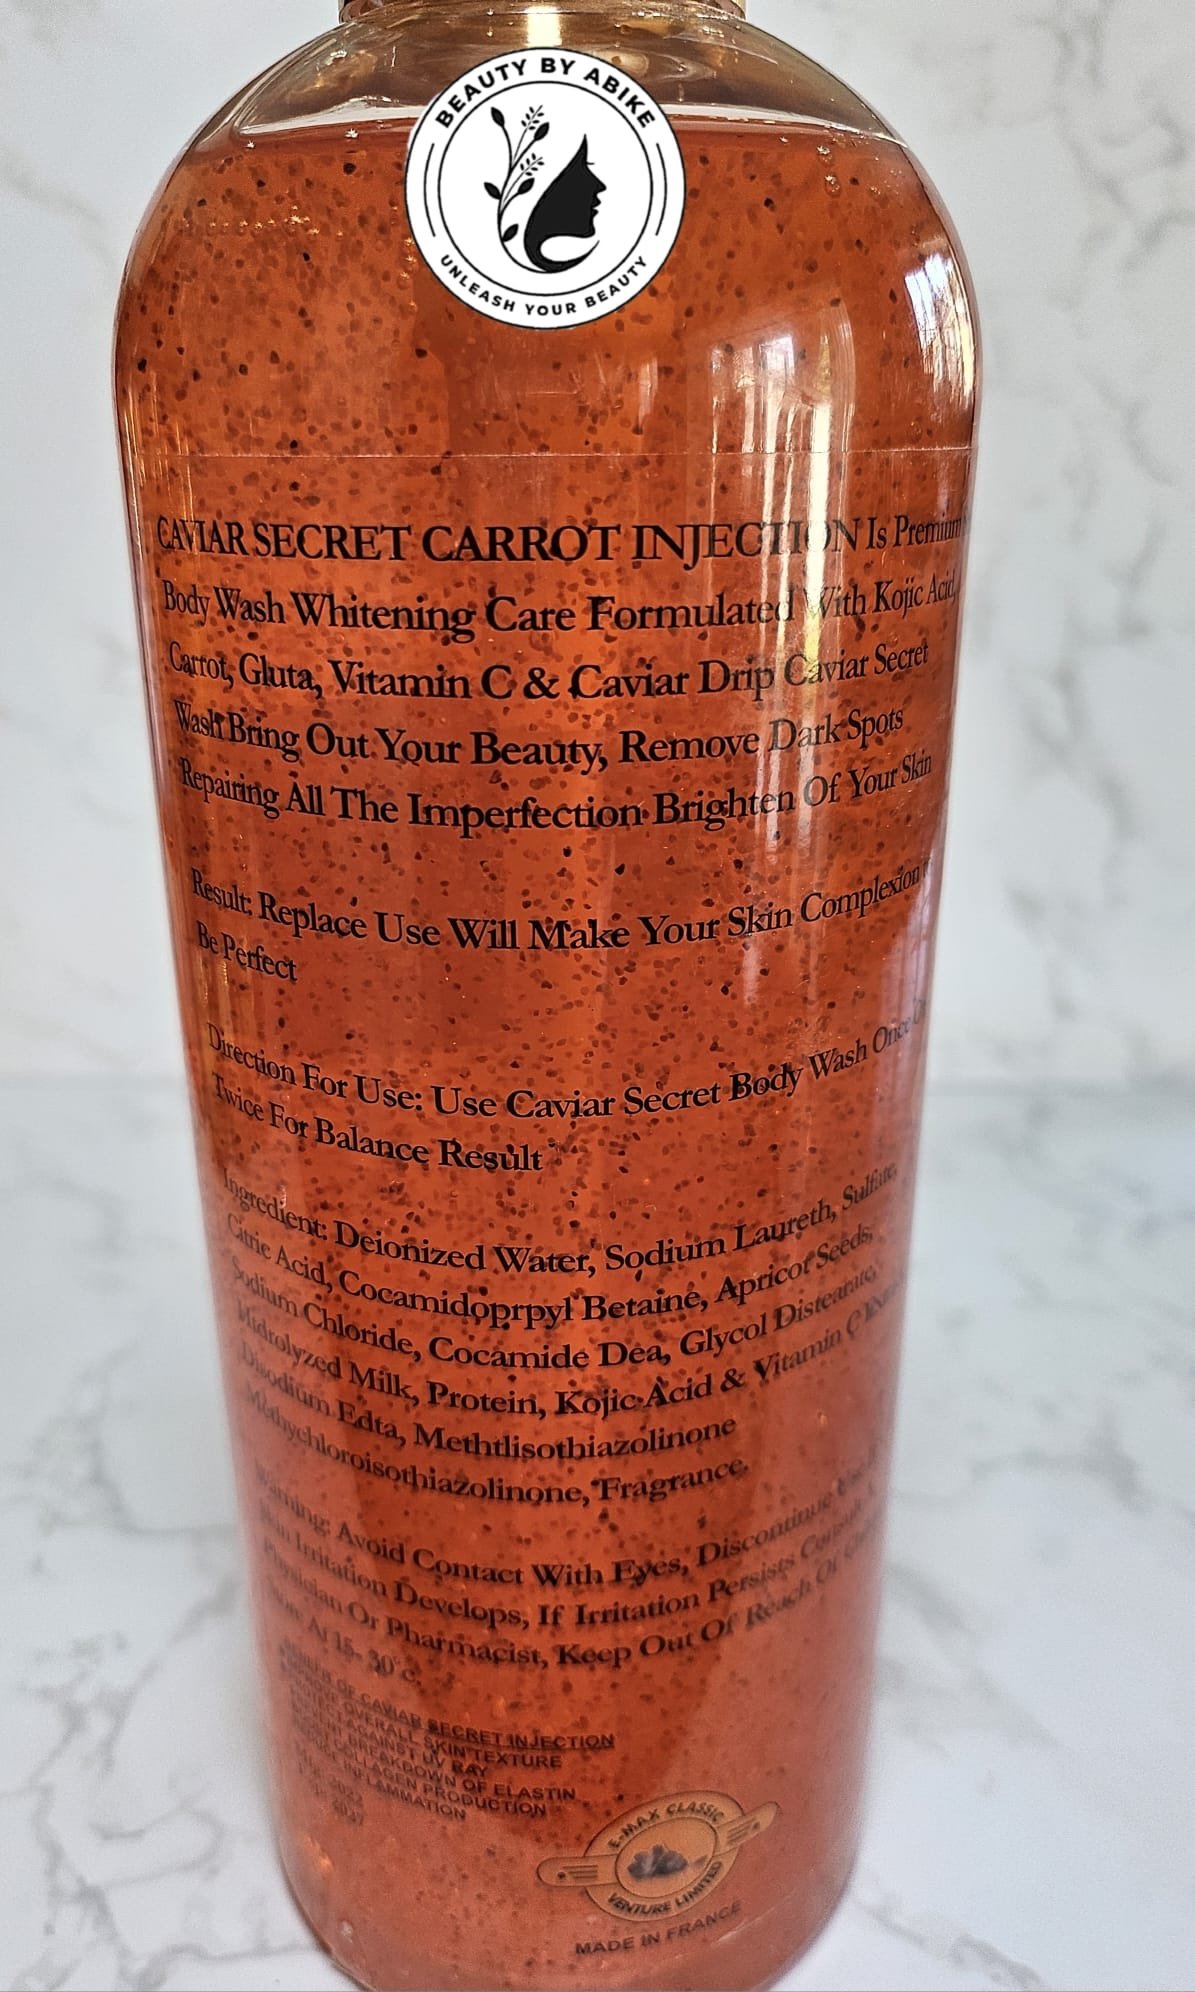 BEAUTY BY ABIKE
UNLEASH YOUR BEAUTY
CAVIAR SECRET CARROT INJECTION Is Premium
Body Wash Whitening Care Formulated With Kojic Acid,
Carrot, Gluta, Vitamin C & Caviar Drip Caviar Secret
Wash Bring Out Your Beauty, Remove Dark Spots
Repairing All The Imperfection Brighten Of Your Skin
Result: Replace Use Will Make Your Skin Complexion
Be Perfect
Direction For Use: Use Caviar Secret Body Wash Once
Twice For Balance Result
Ingredient: Deionized Water, Sodium Laureth, Sulfate,
Citric Acid, Cocamidoprpyl Betaine, Apricot Seeds,
Sodium Chloride, Cocamide Dea, Glycol Distearate,
Hidrolyzed Milk, Protein, Kojic Acid & Vitamin C
Disodium Edta, Methtlisothiazolinone
Methychloroisothiazolinone, Fragrance.
Warning: Avoid Contact With Eyes, Discontinue
Skin Irritation Develops, If Irritation Persists
Physician Or Pharmacist, Keep Out Of Reach Of
At 15- 30°c.
OF CAVIAR SECRET INJECTION
OVERALL SKIN TEXTURE
AGAINST UV RAY
BREAKDOWN OF ELASTIN
COLLAGEN PRODUCTION
INFLAMMATION
E-MAX CLASSIC
VENTURE LIMITED
MADE IN FRANCE